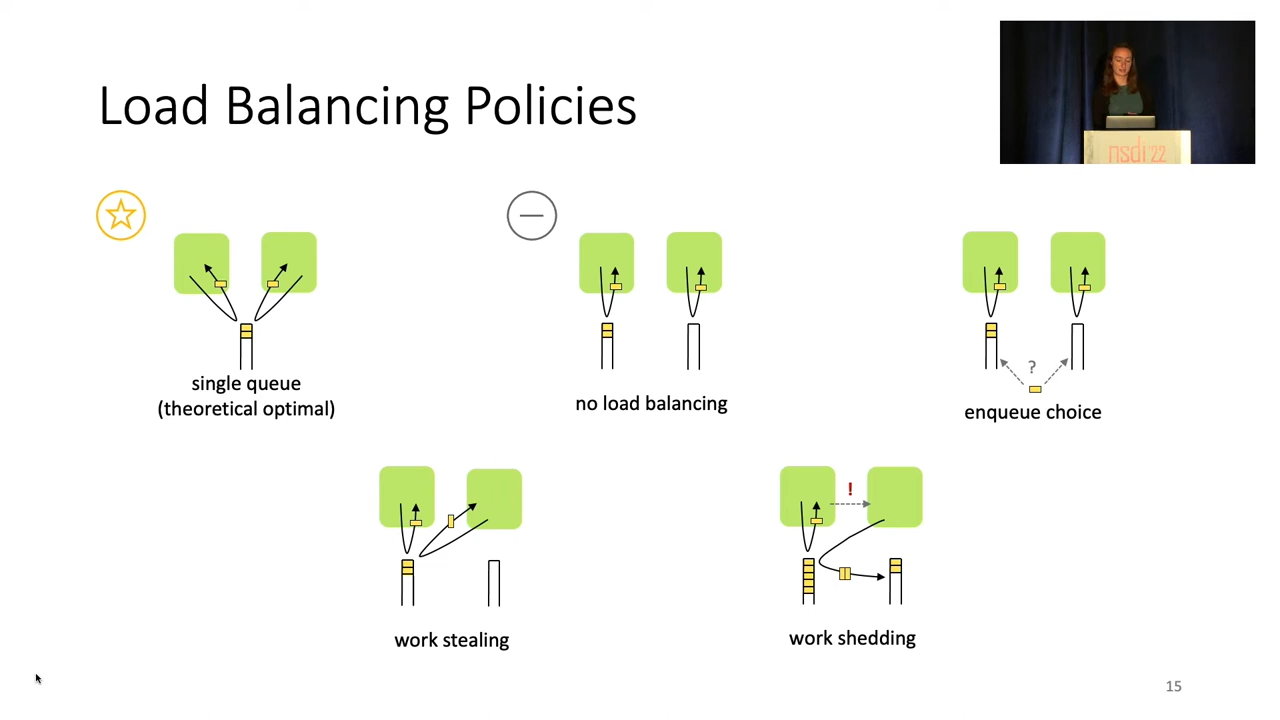 Load Balancing Policies
nsdi'22
single queue
(theoretical optimal)
no load balancing
?
enqueue choice
!
work stealing
work shedding
15